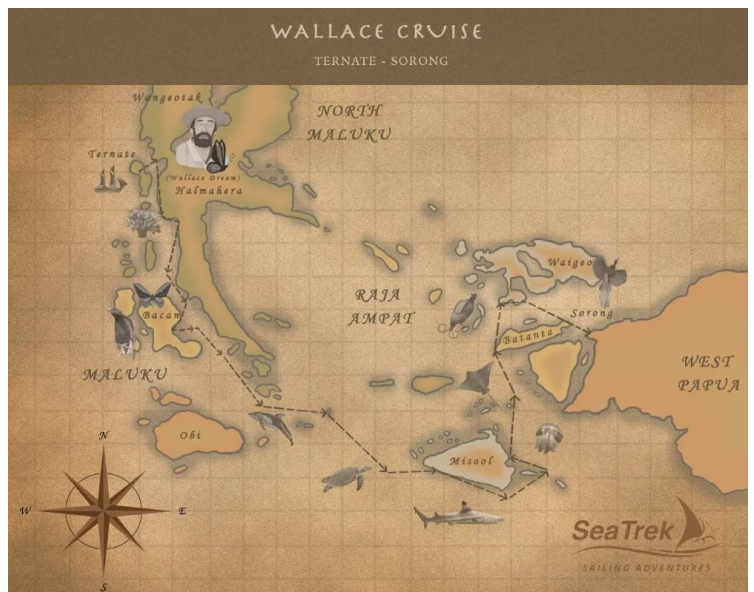 WALLACE CRUISE
TERNATE - SORONG
Wangeotak
NORTH
MALUKU
Ternate
(Wallace Dream)
Halmahera
Waigeo
RAJA
AMPAT
Bacan
Sorong
Batanta
MALUKU
WEST
PAPUA
Obi
Misool
N
W
E
S
SeaTrek
SAILING ADVENTURES